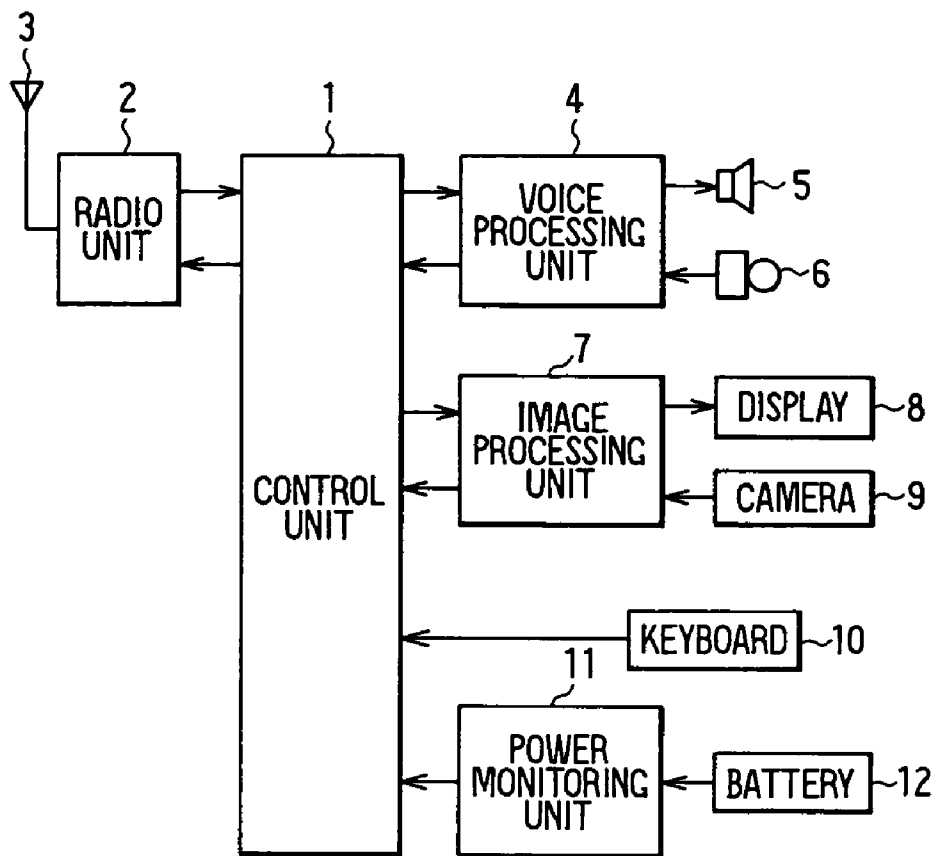 3
2
1
4
RADIO
UNIT
VOICE
PROCESSING
UNIT
5
6
7
IMAGE
PROCESSING
UNIT
DISPLAY
8
CONTROL
UNIT
CAMERA
9
KEYBOARD
10
11
POWER
MONITORING
UNIT
BATTERY
12